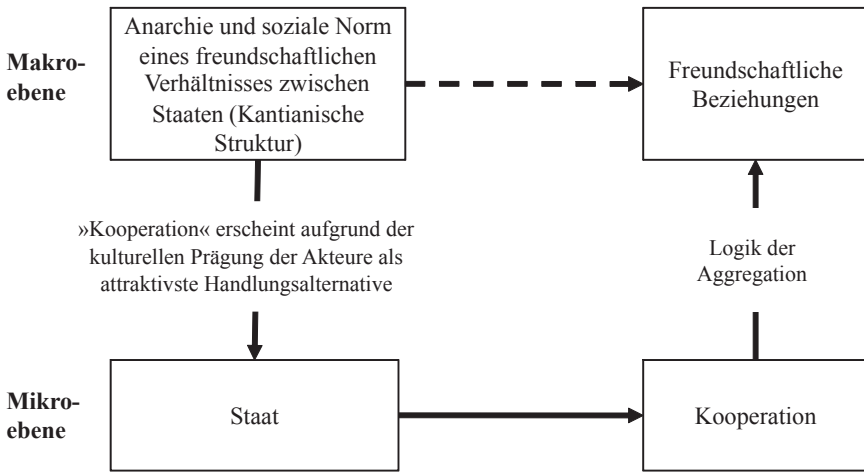 Makro-
ebene
Anarchie und soziale Norm
eines freundschaftlichen
Verhältnisses zwischen
Staaten (Kantianische
Struktur)
Freundschaftliche
Beziehungen
»Kooperation« erscheint aufgrund der
kulturellen Prägung der Akteure als
attraktivste Handlungsalternative
Logik der
Aggregation
Mikro-
ebene
Staat
Kooperation